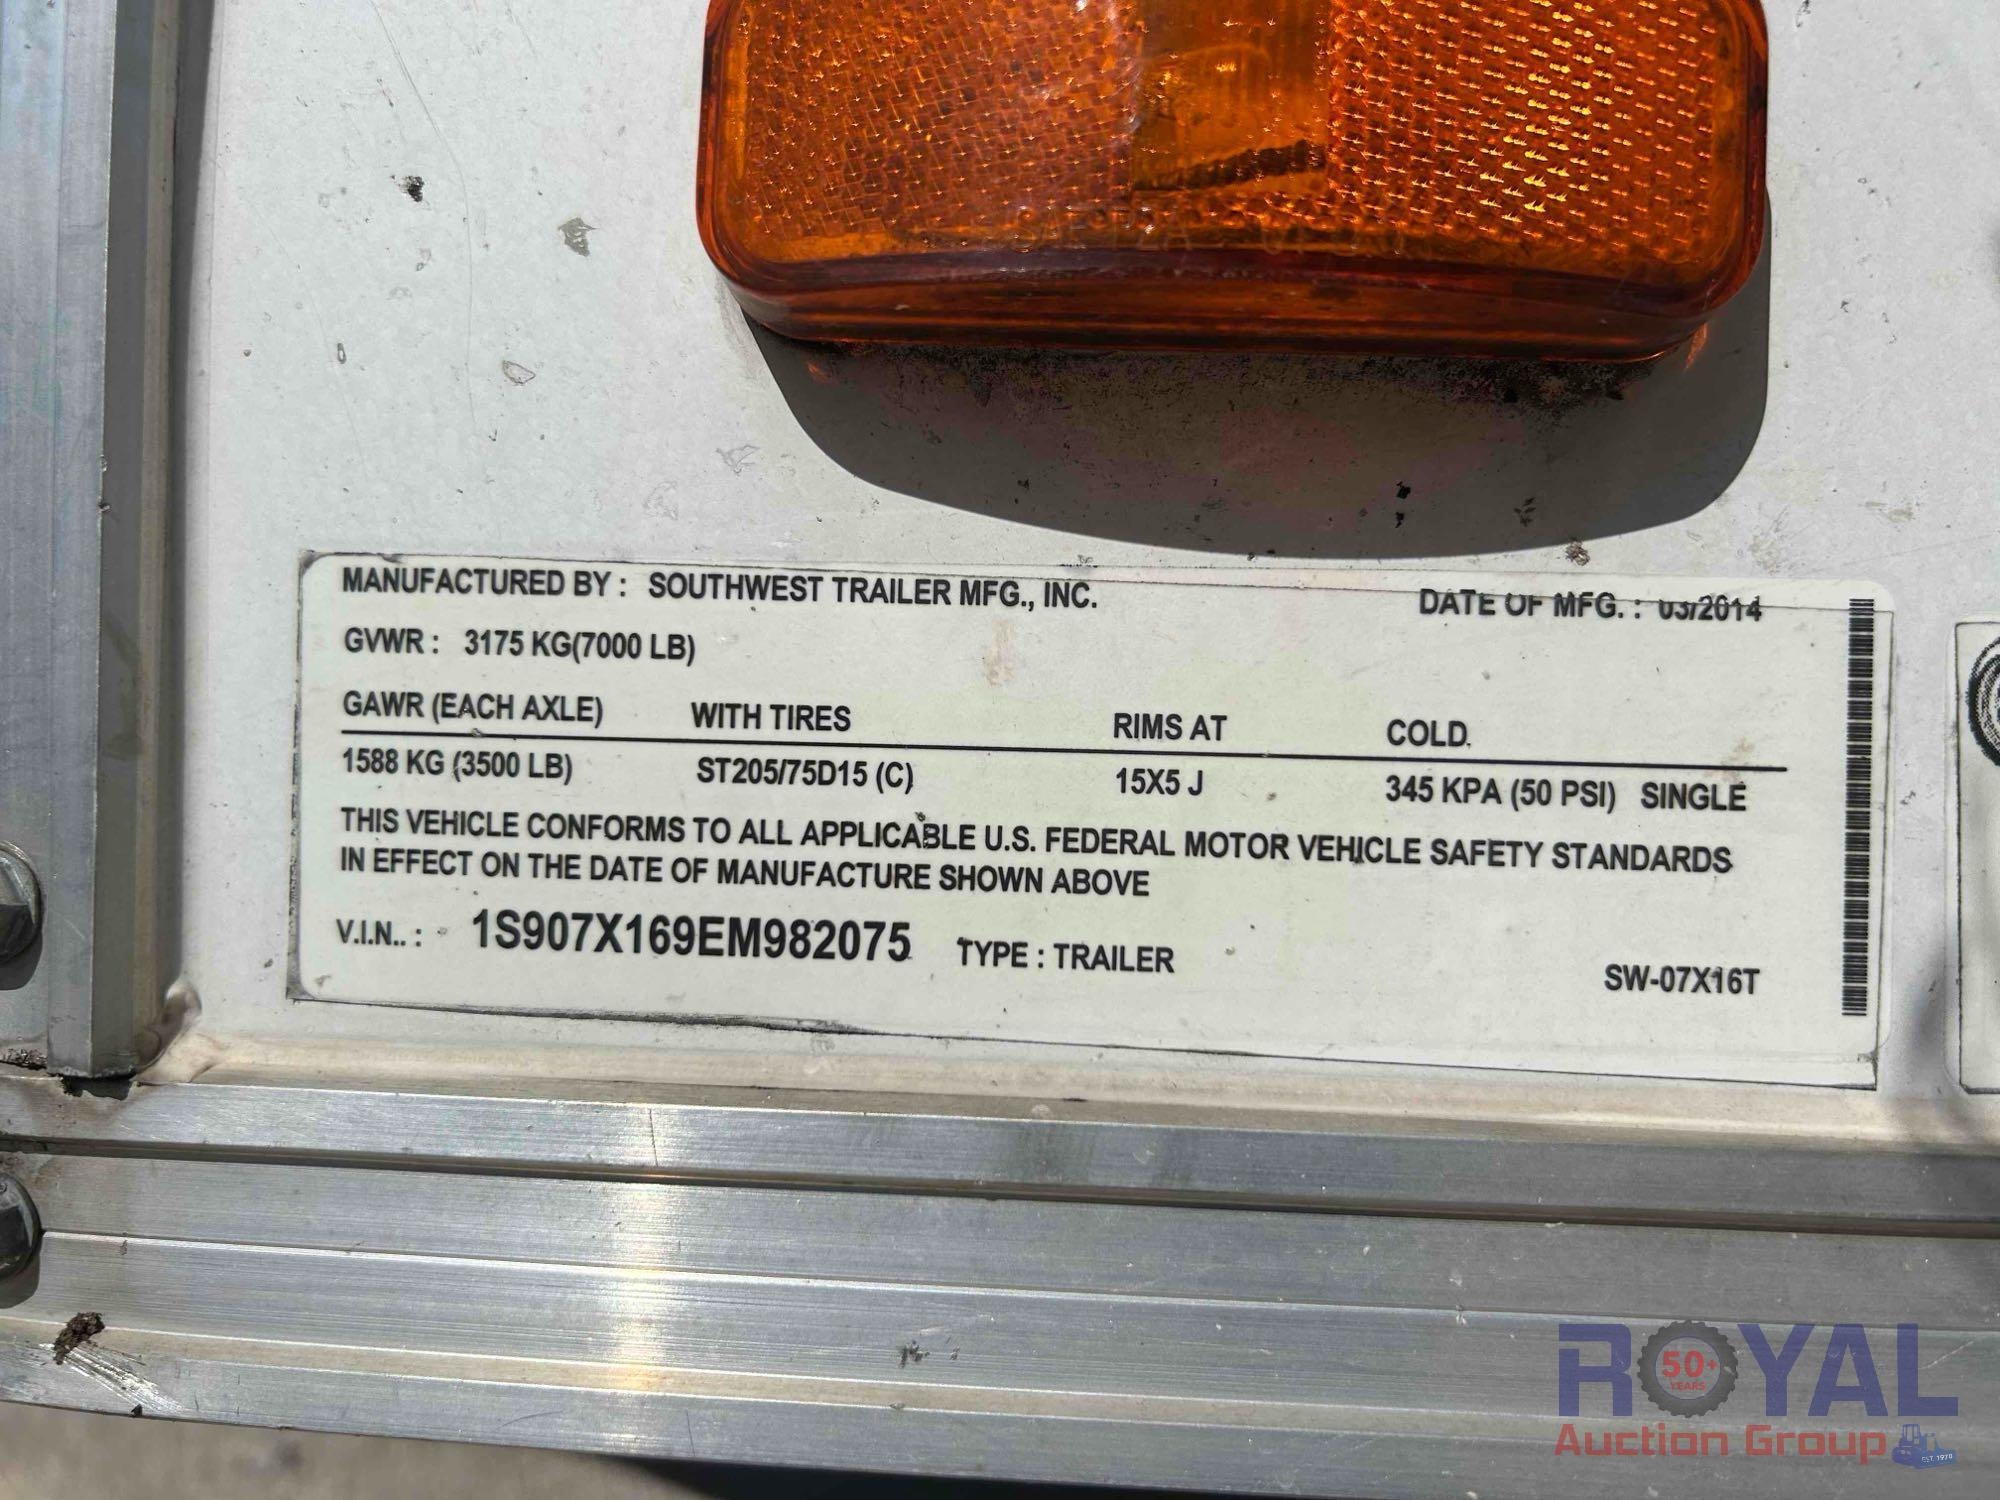 MANUFACTURED BY : SOUTHWEST TRAILER MFG., INC. DATE OF MFG. : 03/2014
GVWR : 3175 KG(7000 LB)
GAWR (EACH AXLE) WITH TIRES RIMS AT COLD.
1588 KG (3500 LB) ST205/75D15 (C) 15X5 J 345 KPA (50 PSI) SINGLE
THIS VEHICLE CONFORMS TO ALL APPLICABLE U.S. FEDERAL MOTOR VEHICLE SAFETY STANDARDS
IN EFFECT ON THE DATE OF MANUFACTURE SHOWN ABOVE
V.I.N.. : 1S907X169EM982075 TYPE : TRAILER SW-07X16T
ROYAL
50+
YEARS
Auction Group
EST. 1970